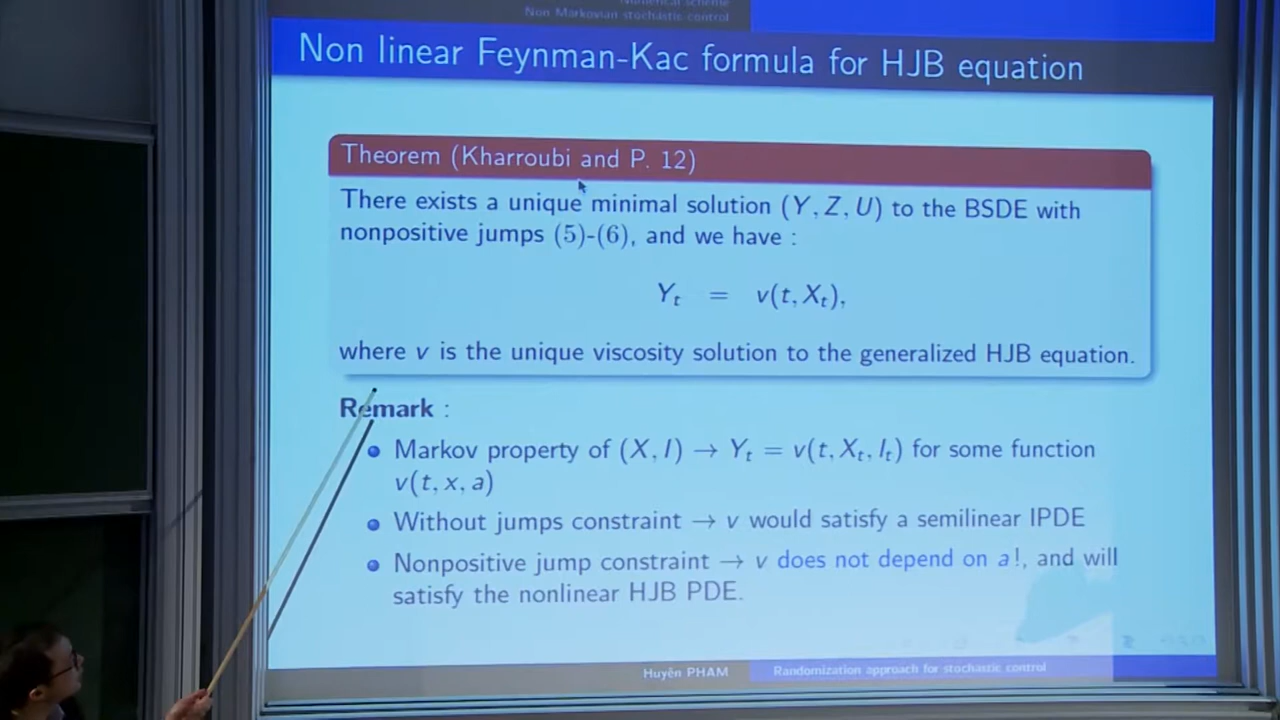 Numerical scheme
Non Markovian stochastic control
Non linear Feynman-Kac formula for HJB equation
Theorem (Kharroubi and P. 12)
There exists a unique minimal solution (Y, Z, U) to the BSDE with
nonpositive jumps (5)-(6), and we have :
Y_t = v(t, X_t),
where v is the unique viscosity solution to the generalized HJB equation.
Remark :
Markov property of (X, I) → Y_t = v(t, X_t, I_t) for some function
v(t, x, a)
Without jumps constraint → v would satisfy a semilinear IPDE
Nonpositive jump constraint → v does not depend on a!, and will
satisfy the nonlinear HJB PDE.
Huyên PHAM
Randomization approach for stochastic control